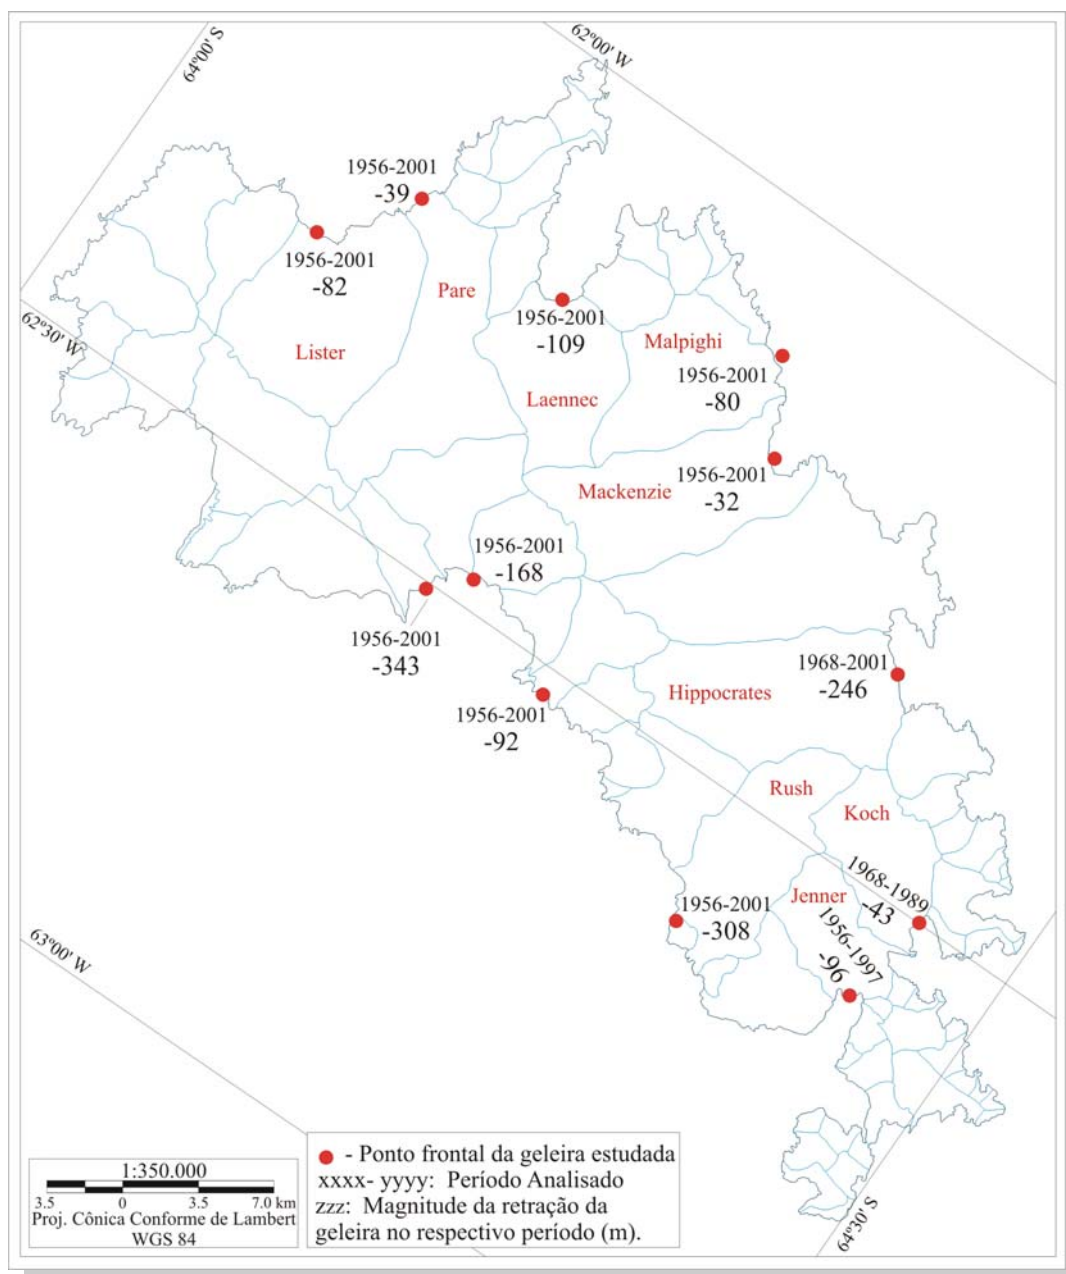 64°00' S
62°00' W
1956-2001
-39
1956-2001
-82
Pare
1956-2001
-109
62°30' W
Lister
Malpighi
1956-2001
-80
Laennec
1956-2001
-32
Mackenzie
1956-2001
-168
1956-2001
-343
1968-2001
-246
Hippocrates
1956-2001
-92
Rush
Koch
1968-1989
-43
Jenner
1956-2001
-308
1956-1997
-96
63°00' W
64°30' S
1:350.000
3.5 0 3.5 7.0 km
Proj. Cônica Conforme de Lambert
WGS 84
- Ponto frontal da geleira estudada
xxxx- yyyy: Período Analisado
zzz: Magnitude da retração da
geleira no respectivo período (m).